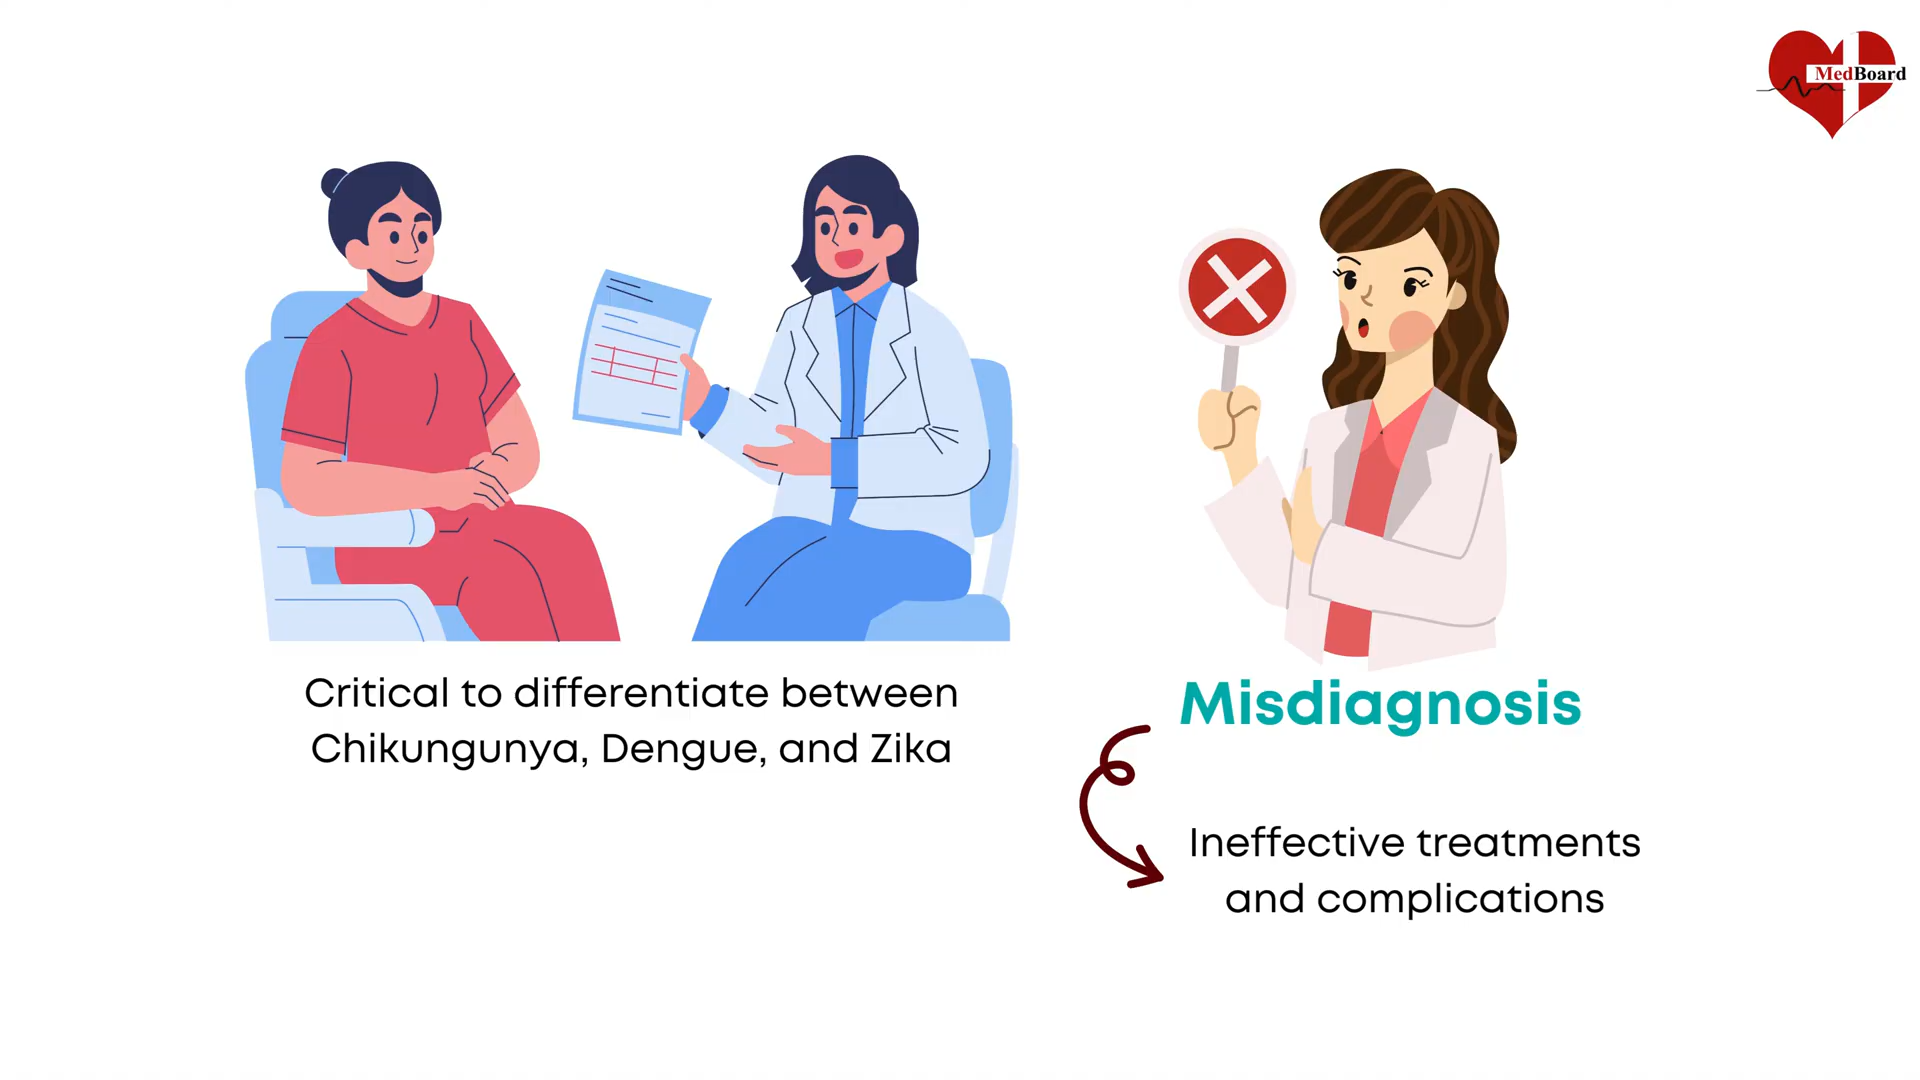 MedBoard
Critical to differentiate between
Chikungunya, Dengue, and Zika
Misdiagnosis
Ineffective treatments
and complications